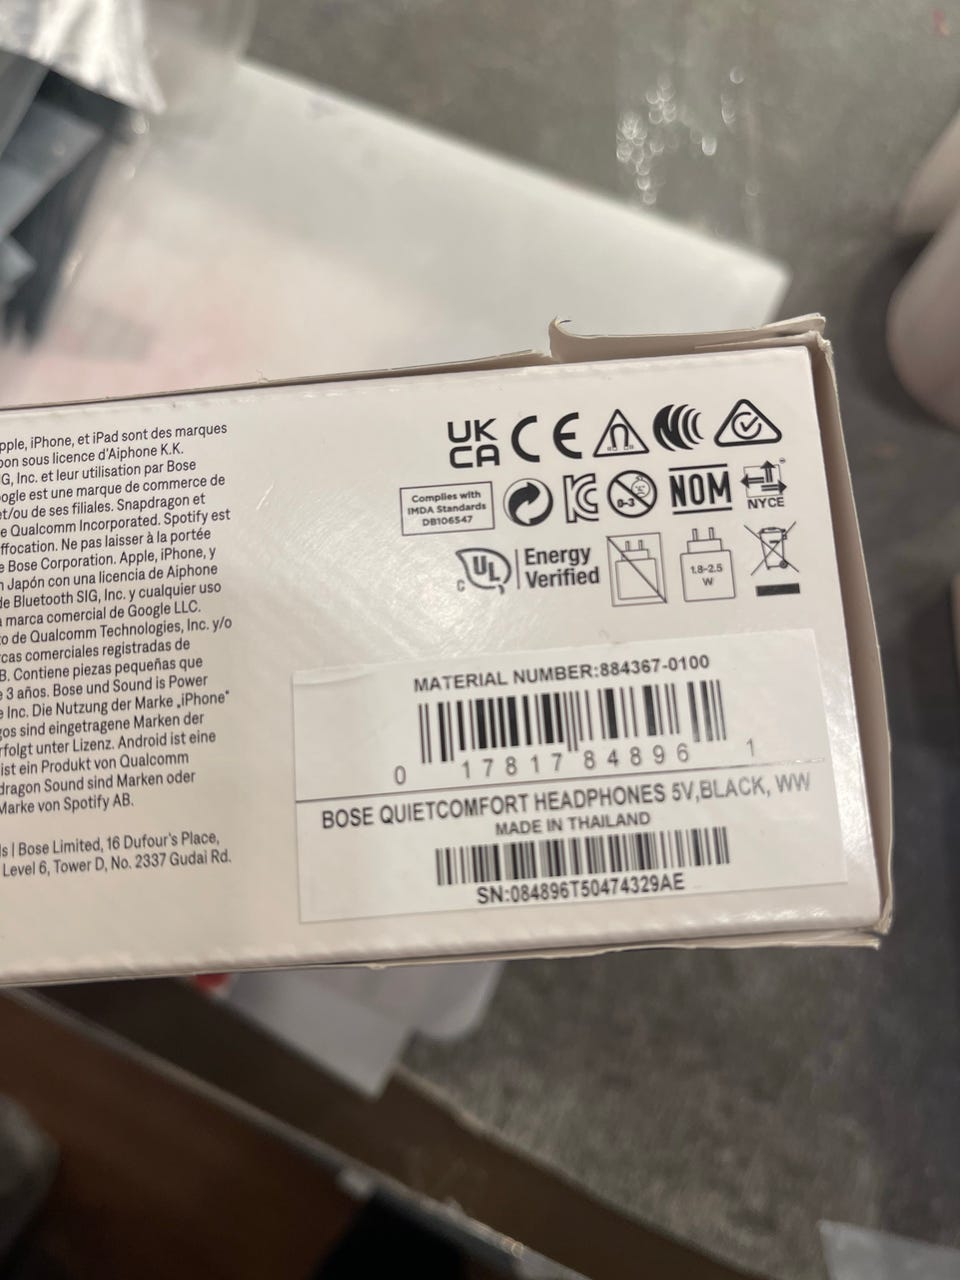 pple, iPhone, et iPad sont des marques
pon sous licence d'Aiphone K.K.
G, Inc. et leur utilisation par Bose
ogle est une marque de commerce de
et/ou de ses filiales. Snapdragon et
e Qualcomm Incorporated. Spotify est
ffocation. Ne pas laisser à la portée
e Bose Corporation. Apple, iPhone, y
n Japón con una licencia de Aiphone
de Bluetooth SIG, Inc. y cualquier uso
a marca comercial de Google LLC.
to de Qualcomm Technologies, Inc. y/o
cas comerciales registradas de
B. Contiene piezas pequeñas que
e 3 años. Bose und Sound is Power
e Inc. Die Nutzung der Marke „iPhone"
gos sind eingetragene Marken der
rfolgt unter Lizenz. Android ist eine
ist ein Produkt von Qualcomm
dragon Sound sind Marken oder
Marke von Spotify AB.
ls | Bose Limited, 16 Dufour's Place,
Level 6, Tower D, No. 2337 Gudai Rd.
UK
CA CE
Complies with
IMDA Standards
DB106547
0-3
NOM
NYCE
c UL Energy
Verified
1.8-2.5
W
MATERIAL NUMBER:884367-0100
0 17817 84896 1
BOSE QUIETCOMFORT HEADPHONES 5V,BLACK, WW
MADE IN THAILAND
SN:084896T50474329AE